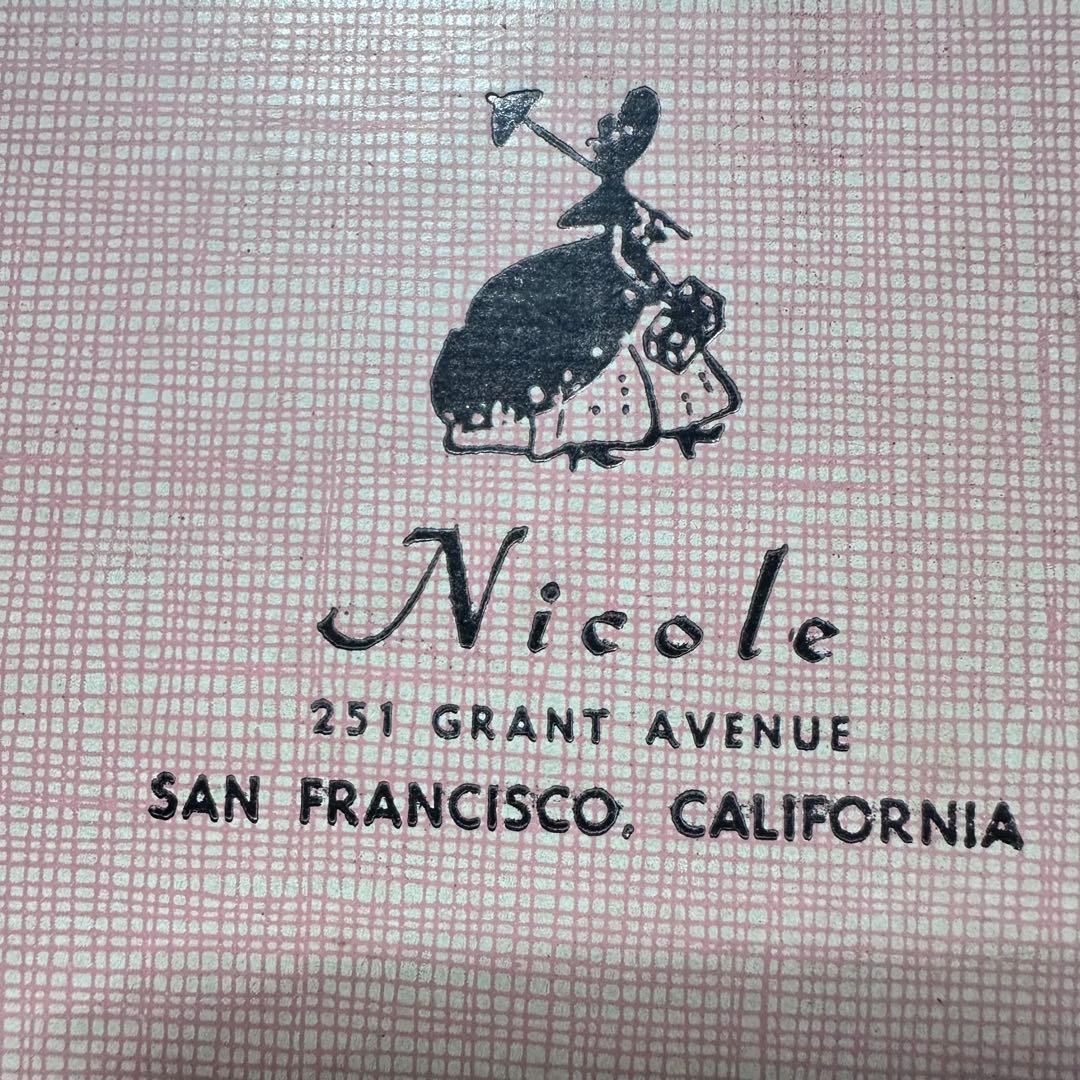 Nicole
251 GRANT AVENUE
SAN FRANCISCO, CALIFORNIA